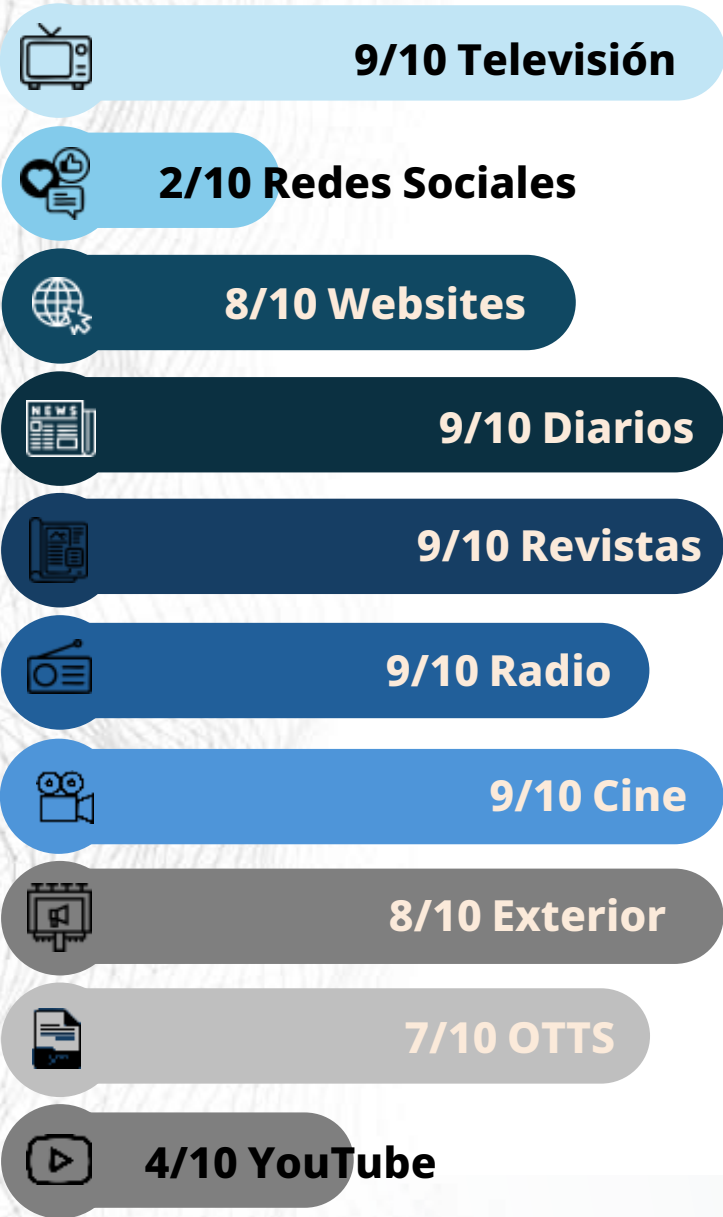 9/10 Televisión
2/10 Redes Sociales
8/10 Websites
NEWS
9/10 Diarios
9/10 Revistas
9/10 Radio
9/10 Cine
8/10 Exterior
7/10 OTTS
4/10 YouTube